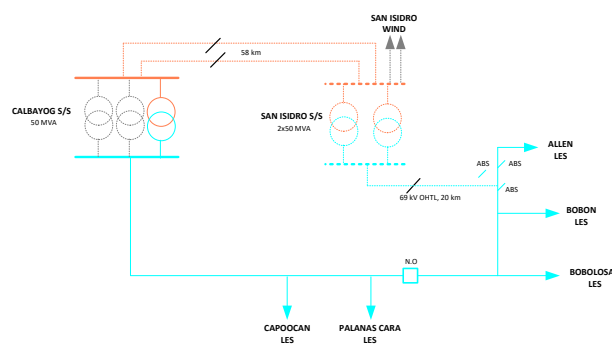 SAN ISIDRO
WIND
58 km
CALBAYOG S/S
50 MVA
SAN ISIDRO S/S
2x50 MVA
ALLEN
LES
ABS
ABS
ABS
69 kV OHTL, 20 km
BOBON
LES
N.O
BOBOLOSA
LES
CAPOOCAN
LES
PALANAS CARA
LES